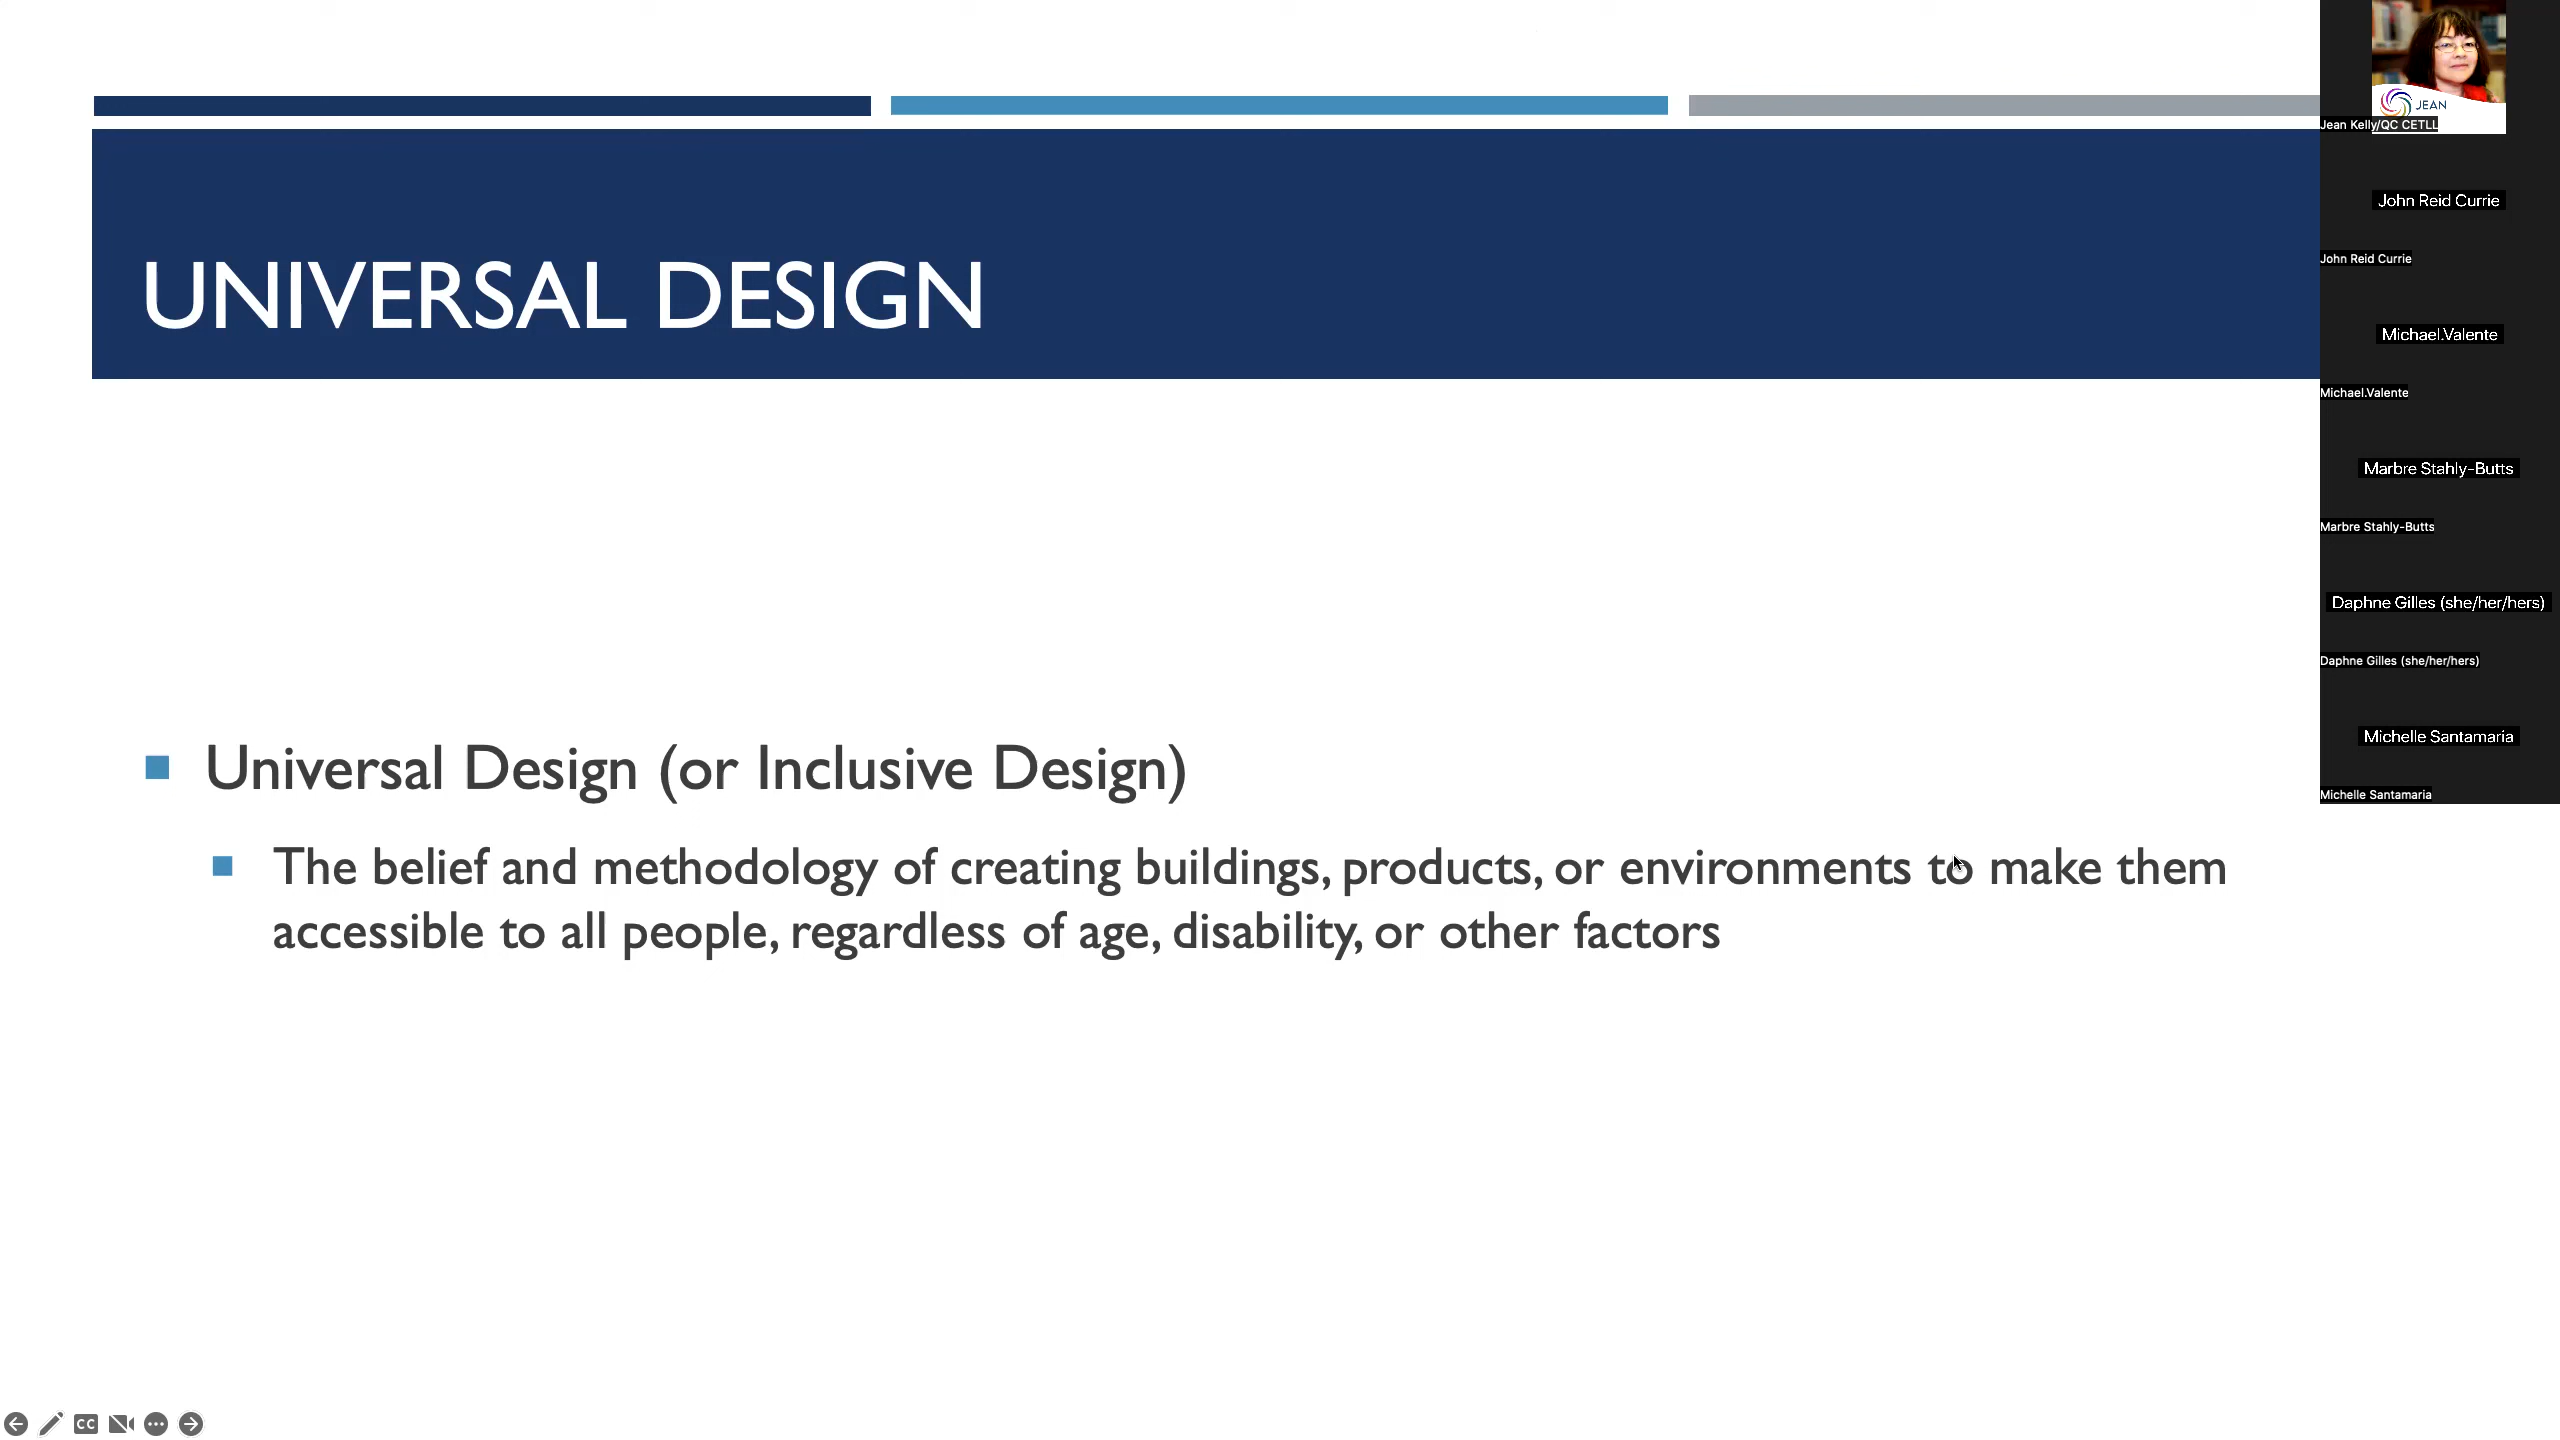 UNIVERSAL DESIGN
Universal Design (or Inclusive Design)
The belief and methodology of creating buildings, products, or environments to make them
accessible to all people, regardless of age, disability, or other factors
JEAN
Jean Kelly/QC CETLL
John Reid Currie
John Reid Currie
Michael.Valente
Michael.Valente
Marbre Stahly-Butts
Marbre Stahly-Butts
Daphne Gilles (she/her/hers)
Daphne Gilles (she/her/hers)
Michelle Santamaria
Michelle Santamaria
CC